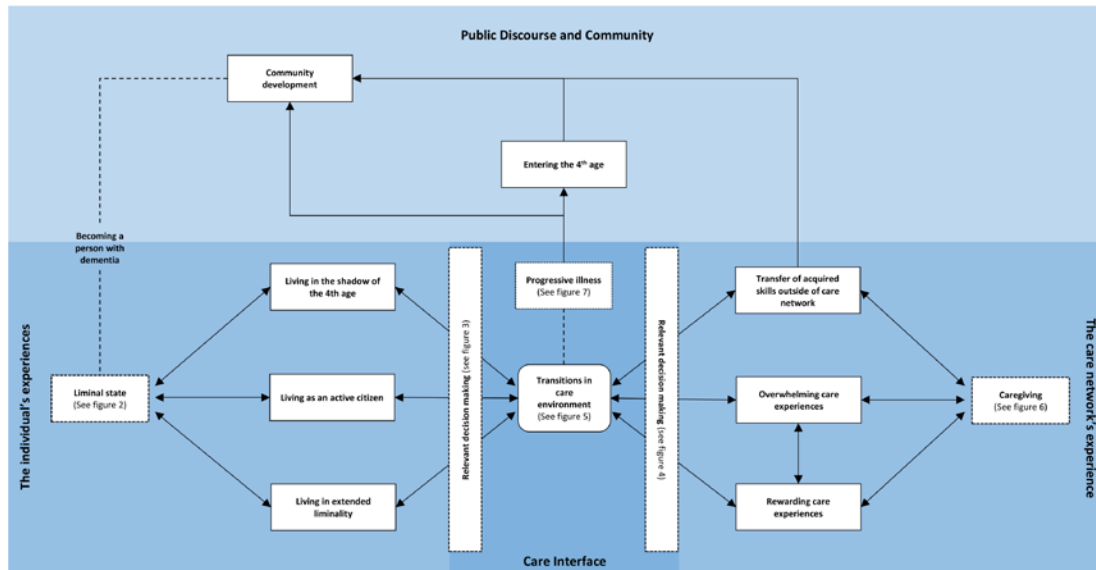 Public Discourse and Community
Community
development
Entering the 4th age
Becoming a
person with
dementia
The individual's experiences
Liminal state
(See figure 2)
Living in the shadow of
the 4th age
Living as an active citizen
Living in extended
liminality
Relevant decision making (see figure 3)
Progressive illness
(See figure 7)
Transitions in
care
environment
(See figure 5)
Relevant decision making (see figure 4)
Transfer of acquired
skills outside of care
network
Overwhelming care
experiences
Rewarding care
experiences
Caregiving
(See figure 6)
The care network's experience
Care Interface